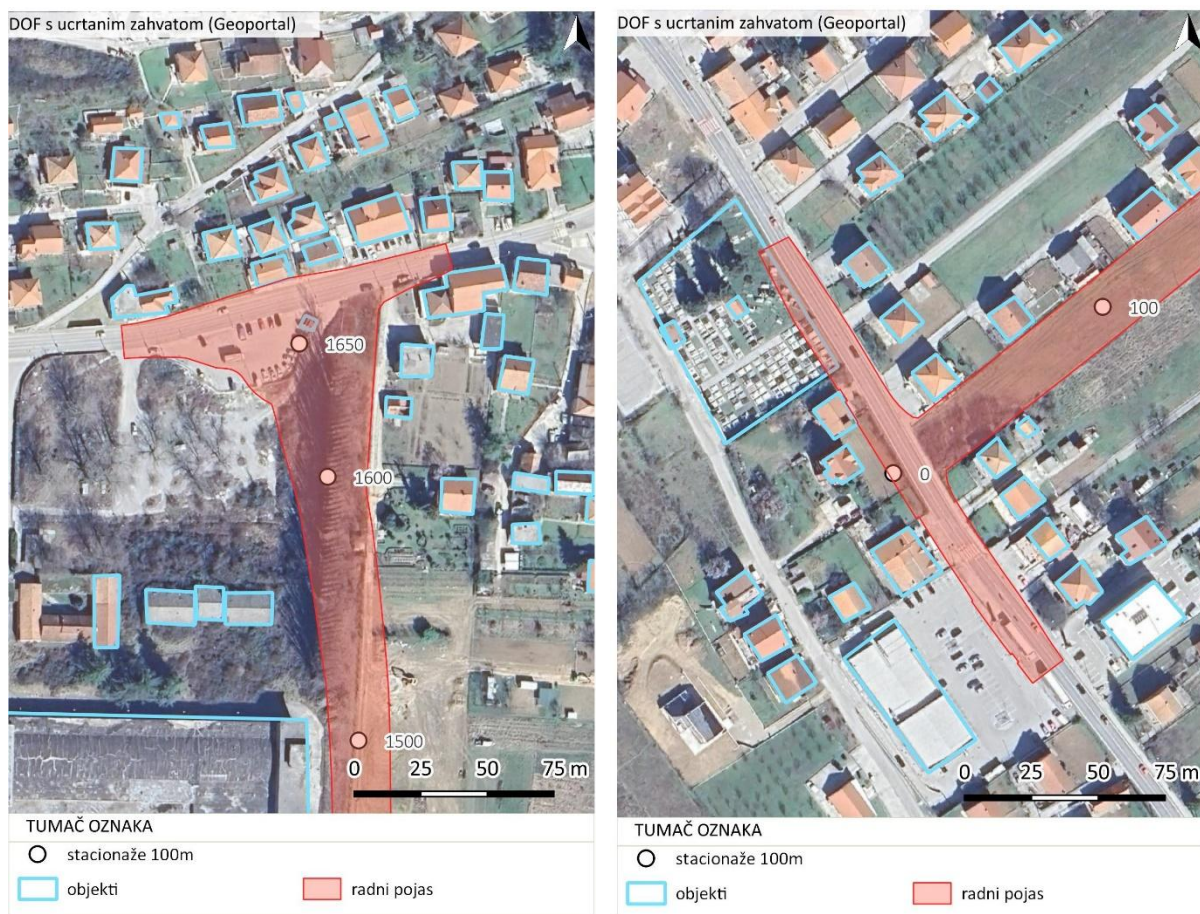 DOF s ucrtanim zahvatom (Geoportal)
1650
1600
1500
0 25 50 75 m
TUMAČ OZNAKA
stacionaže 100m
objekti
radni pojas
DOF s ucrtanim zahvatom (Geoportal)
100
0
0 25 50 75 m
TUMAČ OZNAKA
stacionaže 100m
objekti
radni pojas